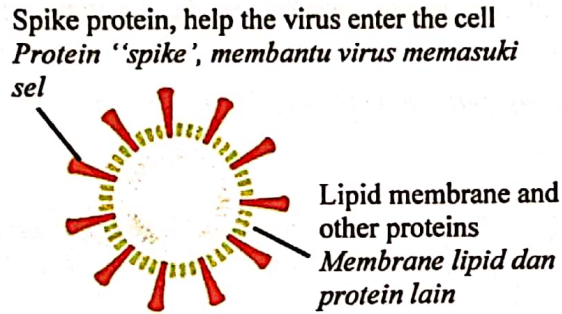 Spike protein, help the virus enter the cell
Protein “spike’, membantu virus memasuki
sel
Lipid membrane and
other proteins
Membrane lipid dan
protein lain